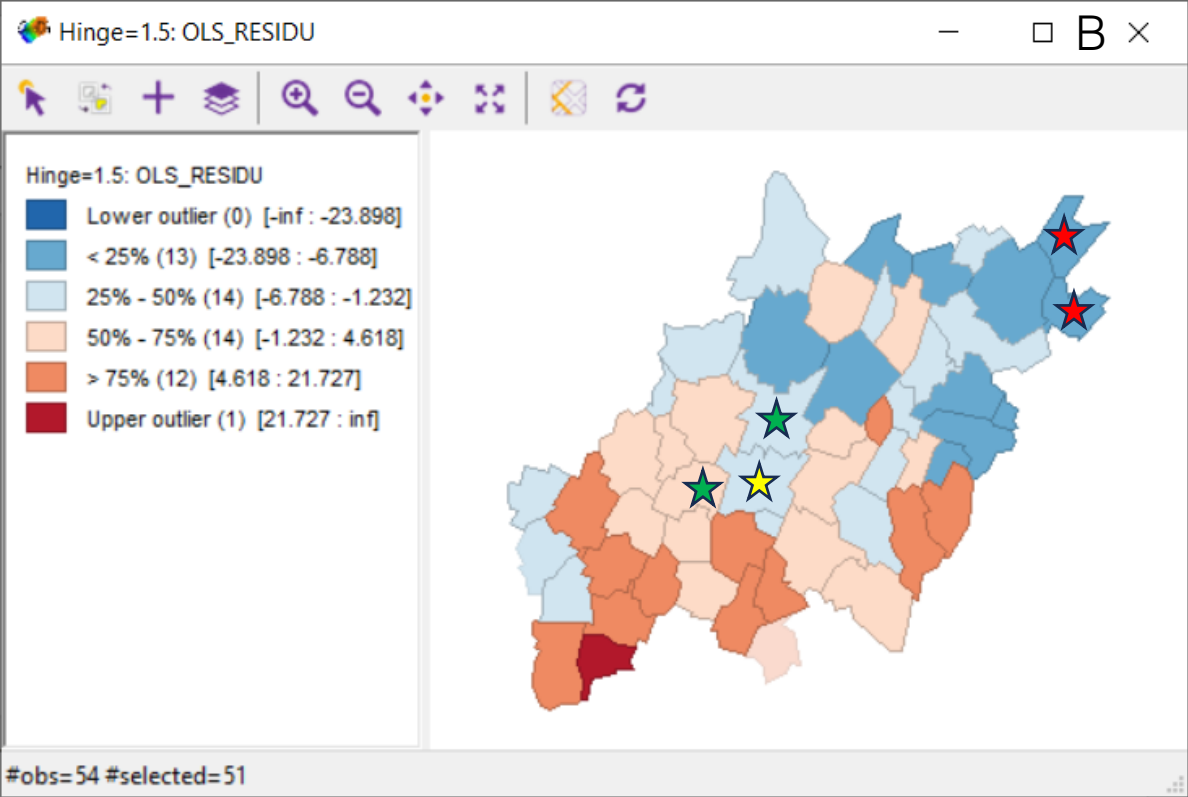 Hinge=1.5: OLS_RESIDU
B
Hinge=1.5: OLS_RESIDU
Lower outlier (0) [-inf : -23.898]
< 25% (13) [-23.898 : -6.788]
25% - 50% (14) [-6.788 : -1.232]
50% - 75% (14) [-1.232 : 4.618]
> 75% (12) [4.618 : 21.727]
Upper outlier (1) [21.727 : inf]
#obs=54 #selected=51